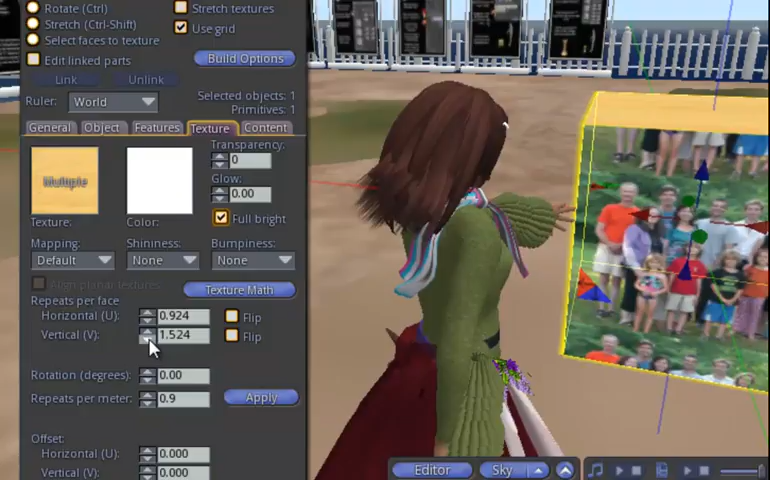 Rotate (Ctrl)
Stretch textures
Stretch (Ctrl-Shift)
Use grid
Select faces to texture
Edit linked parts
Build Options
Link
Unlink
Ruler:
World
Selected objects: 1
Primitives: 1
General
Object
Features
Texture
Content
Multiple
Transparency:
0
Glow:
0.00
Full bright
Texture:
Color:
Mapping:
Shininess:
Bumpiness:
Default
None
None
Align planar textures
Texture Math
Repeats per face
Horizontal (U):
0.924
Flip
Vertical (V):
1.524
Flip
Rotation (degrees):
0.00
Repeats per meter:
0.9
Apply
Offset:
Horizontal (U):
0.000
Vertical (V):
0.000
Editor
Sky